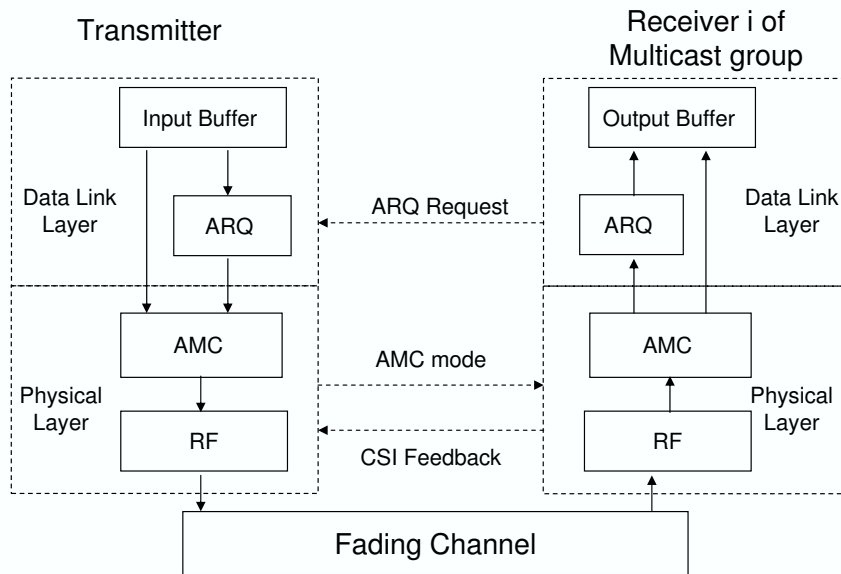 Transmitter
Receiver i of
Multicast group
Input Buffer
Output Buffer
Data Link
Layer
ARQ
ARQ Request
ARQ
Data Link
Layer
AMC
AMC mode
AMC
Physical
Layer
RF
CSI Feedback
RF
Physical
Layer
Fading Channel